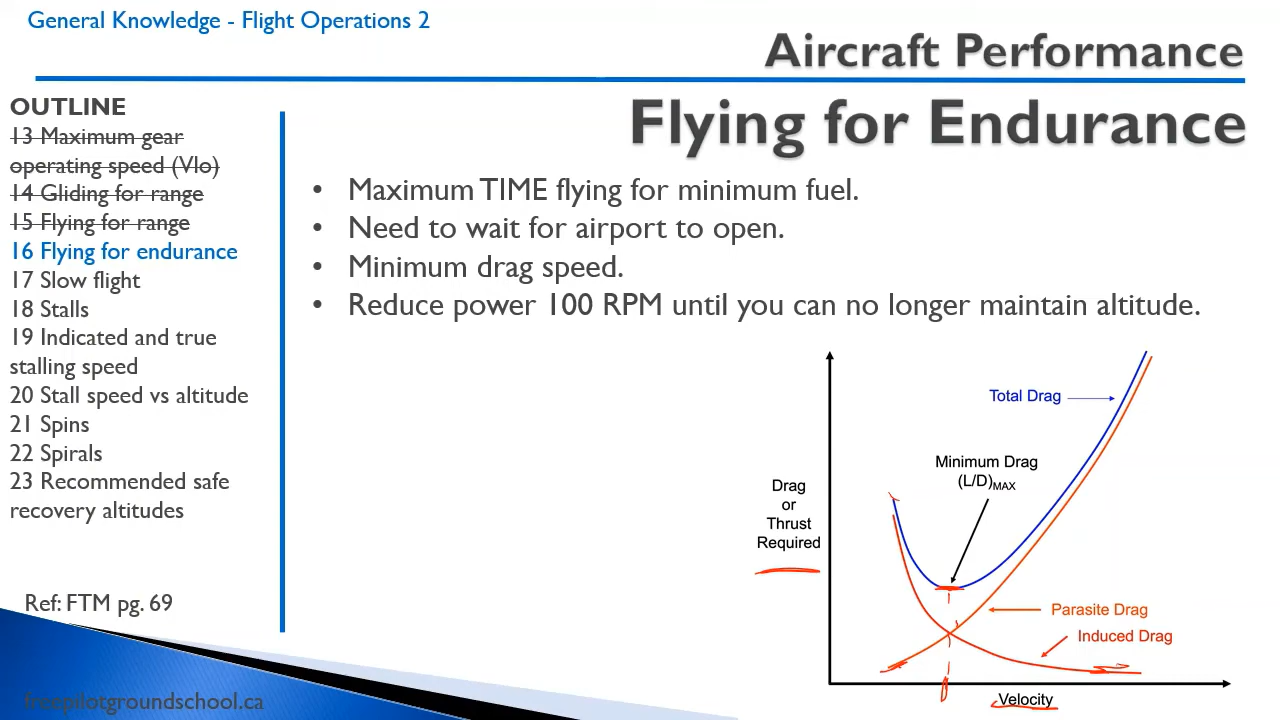 General Knowledge - Flight Operations 2
Aircraft Performance
Flying for Endurance
OUTLINE
13 Maximum gear
operating speed (Vlo)
14 Gliding for range
15 Flying for range
16 Flying for endurance
17 Slow flight
18 Stalls
19 Indicated and true
stalling speed
20 Stall speed vs altitude
21 Spins
22 Spirals
23 Recommended safe
recovery altitudes
Ref: FTM pg. 69
freepilotgroundschool.ca
• Maximum TIME flying for minimum fuel.
• Need to wait for airport to open.
• Minimum drag speed.
• Reduce power 100 RPM until you can no longer maintain altitude.
Total Drag
Minimum Drag
(L/D)MAX
Drag
or
Thrust
Required
Parasite Drag
Induced Drag
Velocity